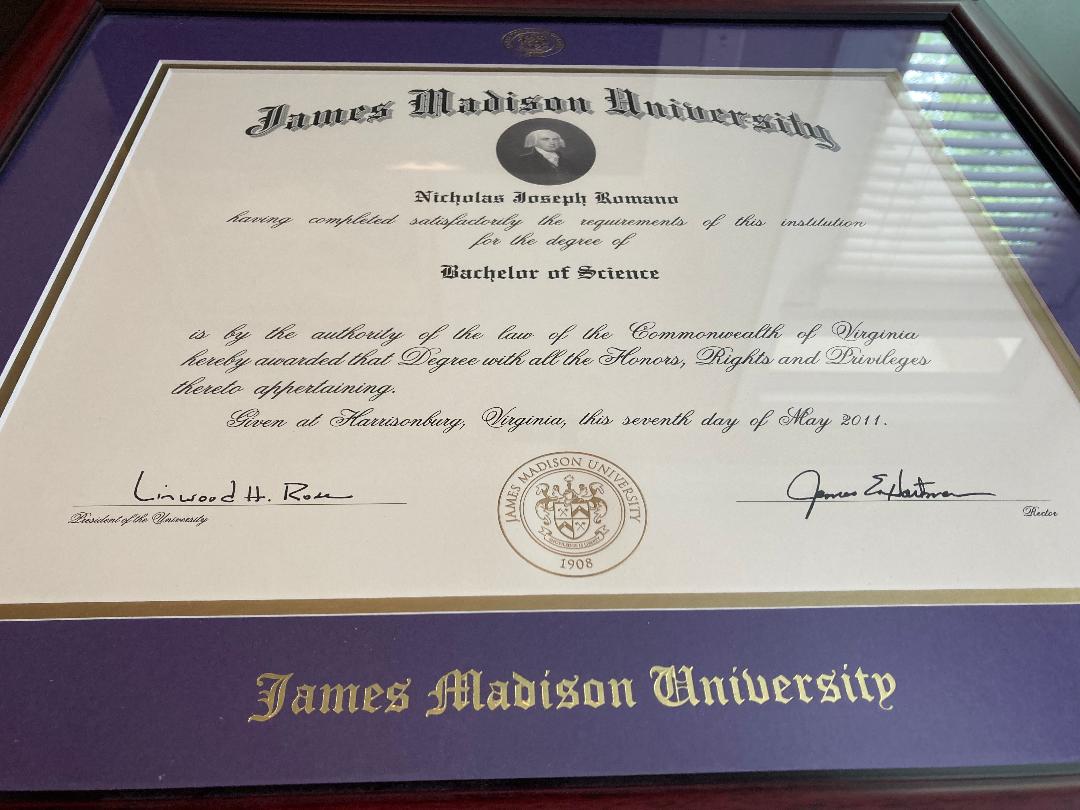 James Madison University
Nicholas Joseph Romano
having completed satisfactorily the requirements of this institution
for the degree of
Bachelor of Science
is by the authority of the law of the Commonwealth of Virginia
hereby awarded that Degree with all the Honors, Rights and Privileges
thereto appertaining.
Given at Harrisonburg, Virginia, this seventh day of May 2011.
Linwood H. Rose
James E. Hartman
President of the University
Rector
JAMES MADISON UNIVERSITY
1908
James Madison University